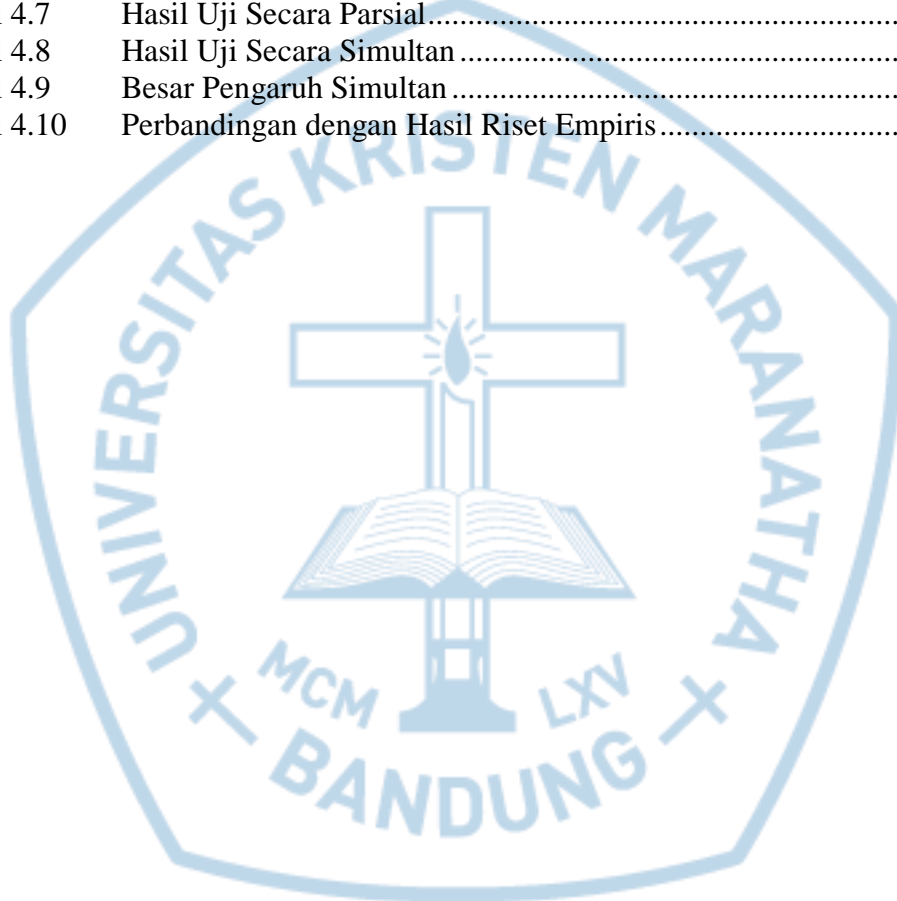 4.7 Hasil Uji Secara Parsial
4.8 Hasil Uji Secara Simultan
4.9 Besar Pengaruh Simultan
4.10 Perbandingan dengan Hasil Riset Empiris
UNIVERSITAS KRISTEN MARANATHA
MCM LXV
BANDUNG